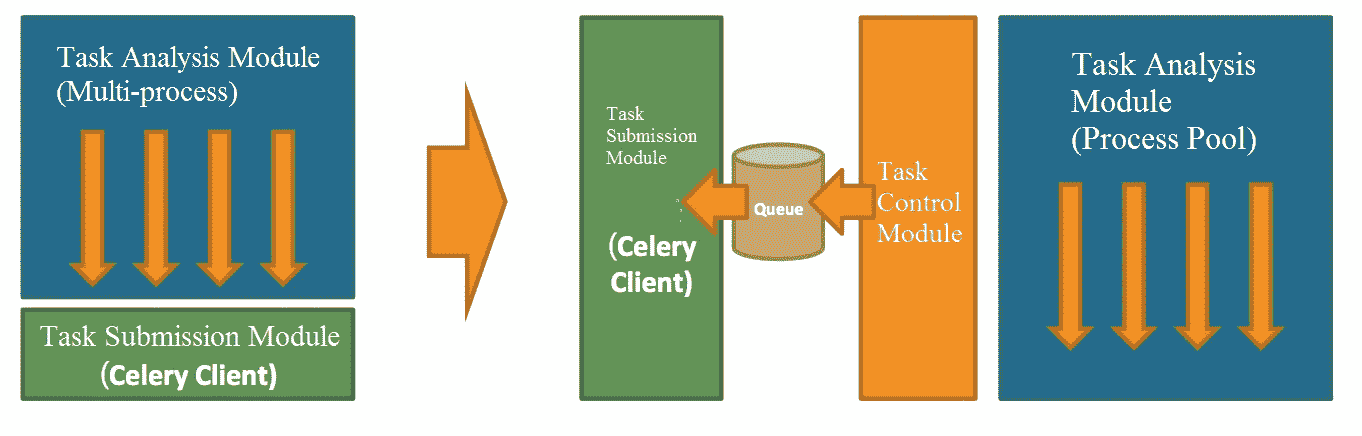 Task Analysis Module
(Multi-process)
Task Submission Module
(Celery Client)
Task
Submission
Module
(Celery
Client)
Queue
Task
Control
Module
Task Analysis
Module
(Process Pool)